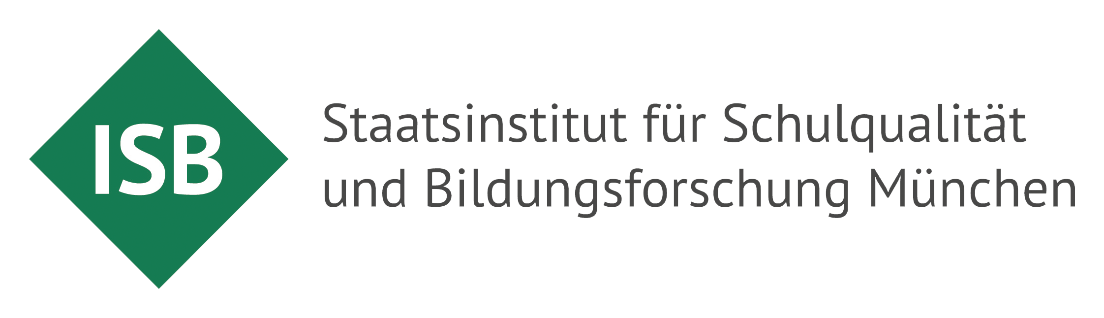 ISB
Staatsinstitut für Schulqualität
und Bildungsforschung München